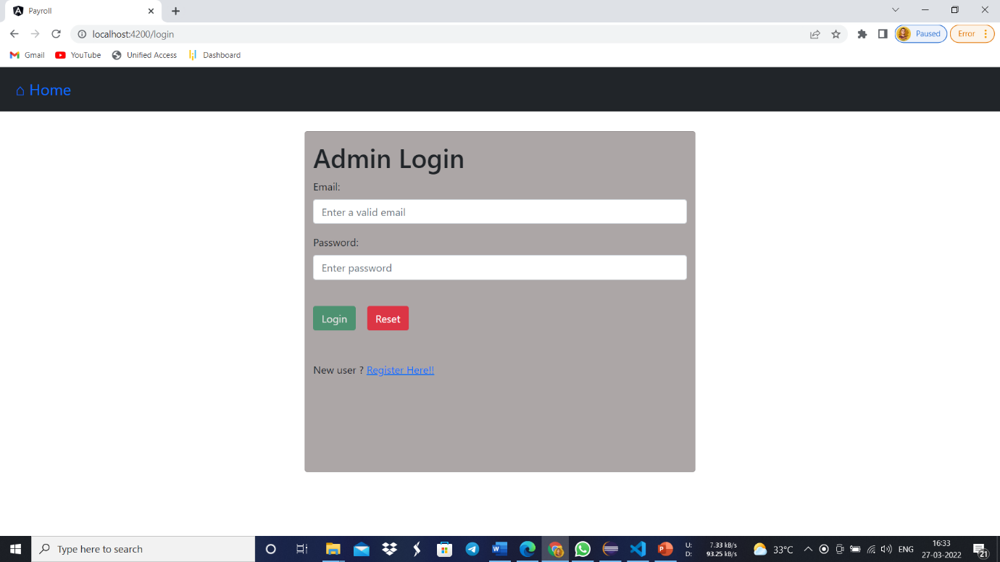 Payroll
localhost:4200/login
Paused
Error
Gmail
YouTube
Unified Access
Dashboard
⌂ Home
Admin Login
Email:
Enter a valid email
Password:
Enter password
Login
Reset
New user ? Register Here!!
Type here to search
U: 7.33 kB/s
D: 93.25 kB/s
33°C
ENG
16:33
27-03-2022
21